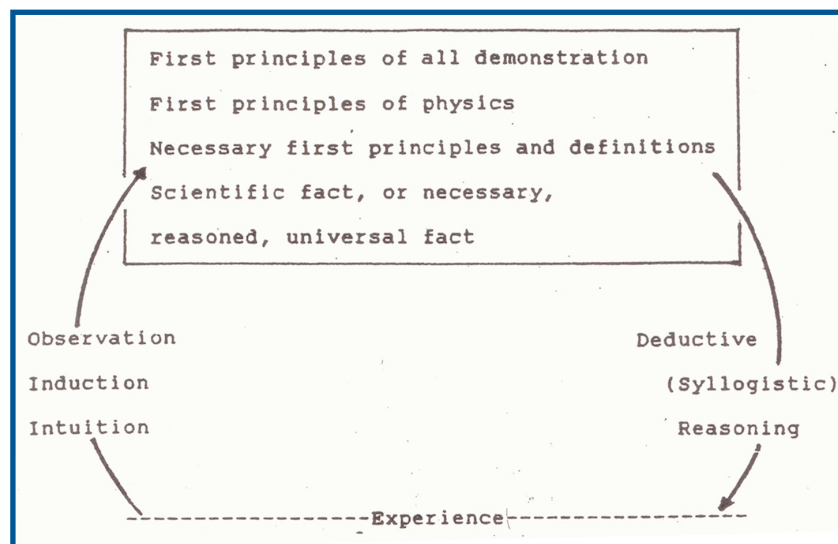 First principles of all demonstration
First principles of physics
Necessary first principles and definitions
Scientific fact, or necessary,
reasoned, universal fact
Observation
Induction
Intuition
Deductive
(Syllogistic)
Reasoning
Experience